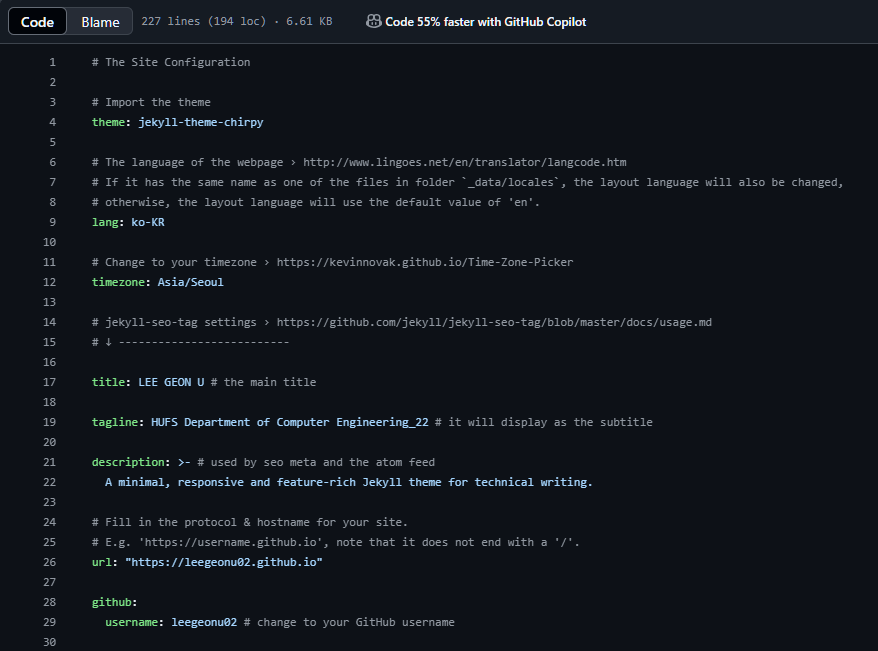 Code Blame 227 lines (194 loc) · 6.61 KB Code 55% faster with GitHub Copilot
1 # The Site Configuration
2
3 # Import the theme
4 theme: jekyll-theme-chirpy
5
6 # The language of the webpage › http://www.lingoes.net/en/translator/langcode.htm
7 # If it has the same name as one of the files in folder `_data/locales`, the layout language will also be changed,
8 # otherwise, the layout language will use the default value of 'en'.
9 lang: ko-KR
10
11 # Change to your timezone › https://kevinnovak.github.io/Time-Zone-Picker
12 timezone: Asia/Seoul
13
14 # jekyll-seo-tag settings › https://github.com/jekyll/jekyll-seo-tag/blob/master/docs/usage.md
15 # ↓ --------------------------
16
17 title: LEE GEON U # the main title
18
19 tagline: HUFS Department of Computer Engineering_22 # it will display as the subtitle
20
21 description: >- # used by seo meta and the atom feed
22   A minimal, responsive and feature-rich Jekyll theme for technical writing.
23
24 # Fill in the protocol & hostname for your site.
25 # E.g. 'https://username.github.io', note that it does not end with a '/'.
26 url: "https://leegeonu02.github.io"
27
28 github:
29   username: leegeonu02 # change to your GitHub username
30